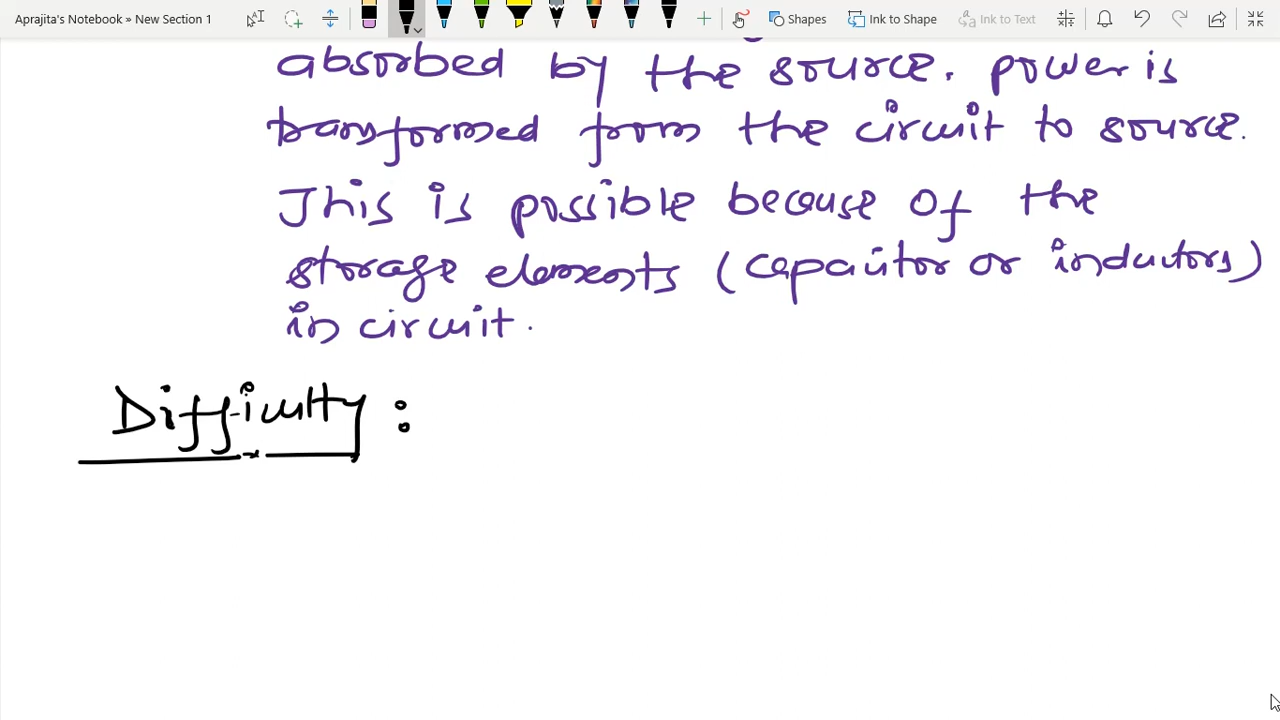 Aprajita's Notebook » New Section 1
Shapes
Ink to Shape
Ink to Text
absorbed by the source. power is
transformed from the circuit to source.
This is possible because of the
storage elements (capacitor or inductors)
in circuit.
Difficulty :